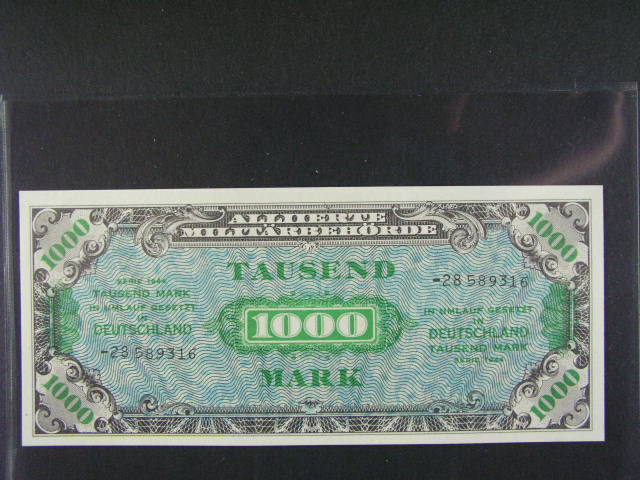 1000
ALLIIERTE
MILITÄRBEHÖRDE
1000
TAUSEND
-28589316
SERIE 1944
TAUSEND MARK
IN UMLAUF GESETZT
IN
DEUTSCHLAND
-28589316
1000
IN UMLAUF GESETZT
IN
DEUTSCHLAND
TAUSEND MARK
SERIE 1944
MARK
1000
1000